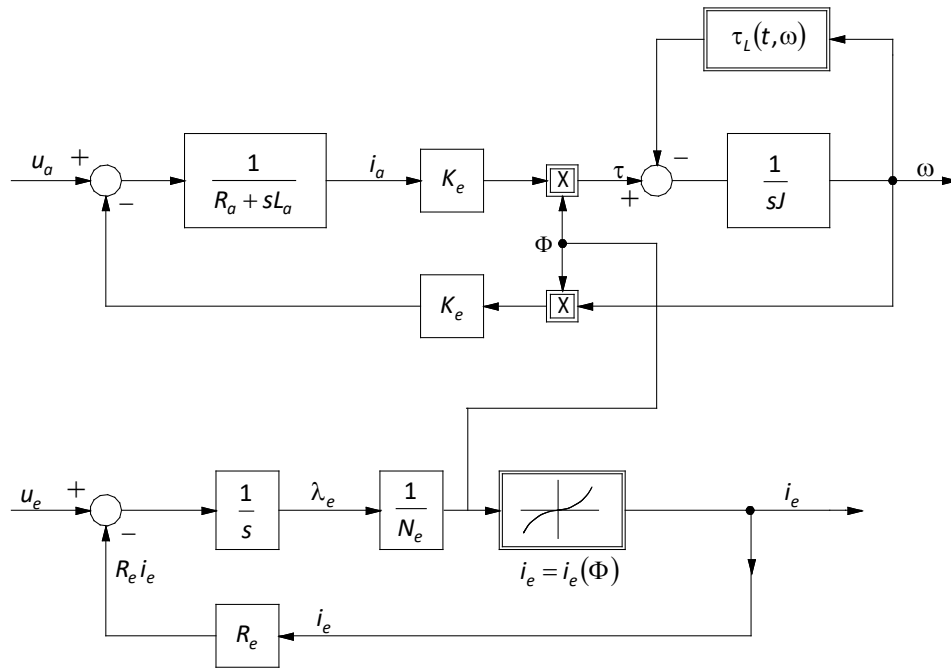 τ_L(t,ω)
u_a + − 1/(R_a + sL_a) i_a K_e X τ + − 1/(sJ) ω
Φ
K_e X
u_e + − 1/s λ_e 1/N_e i_e
R_e i_e i_e = i_e(Φ)
R_e i_e